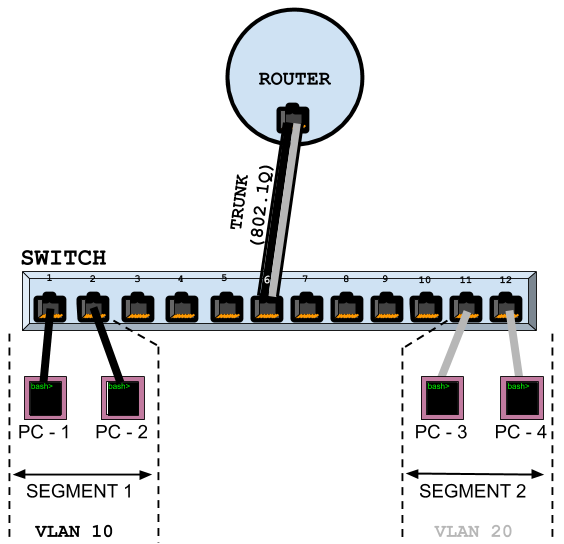 ROUTER
TRUNK
(802.1Q)
SWITCH
1 2 3 4 5 6 7 8 9 10 11 12
bash> bash> bash> bash>
PC - 1 PC - 2 PC - 3 PC - 4
SEGMENT 1 SEGMENT 2
VLAN 10 VLAN 20